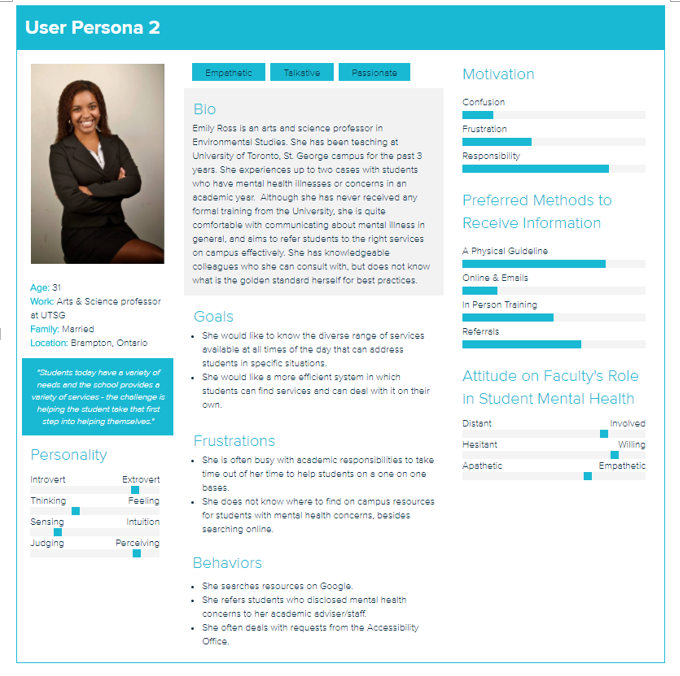 User Persona 2
Empathetic
Talkative
Passionate
Bio
Emily Ross is an arts and science professor in
Environmental Studies. She has been teaching at
University of Toronto, St. George campus for the past 3
years. She experiences up to two cases with students
who have mental health illnesses or concerns in an
academic year. Although she has never received any
formal training from the University, she is quite
comfortable with communicating about mental illness in
general, and aims to refer students to the right services
on campus effectively. She has knowledgeable
colleagues who she can consult with, but does not know
what is the golden standard herself for best practices.
Age: 31
Work: Arts & Science professor
at UTSG
Family: Married
Location: Brampton, Ontario
"Students today have a variety of
needs and the school provides a
variety of services - the challenge is
helping the student take that first
step into helping themselves."
Personality
Introvert Extrovert
Thinking Feeling
Sensing Intuition
Judging Perceiving
Goals
• She would like to know the diverse range of services
available at all times of the day that can address
students in specific situations.
• She would like a more efficient system in which
students can find services and can deal with it on their
own.
Frustrations
• She is often busy with academic responsibilities to take
time out of her time to help students on a one on one
bases.
• She does not know where to find on campus resources
for students with mental health concerns, besides
searching online.
Behaviors
• She searches resources on Google.
• She refers students who disclosed mental health
concerns to her academic adviser/staff.
• She often deals with requests from the Accessibility
Office.
Motivation
Confusion
Frustration
Responsibility
Preferred Methods to
Receive Information
A Physical Guideline
Online & Emails
In Person Training
Referrals
Attitude on Faculty's Role
in Student Mental Health
Distant Involved
Hesitant Willing
Apathetic Empathetic